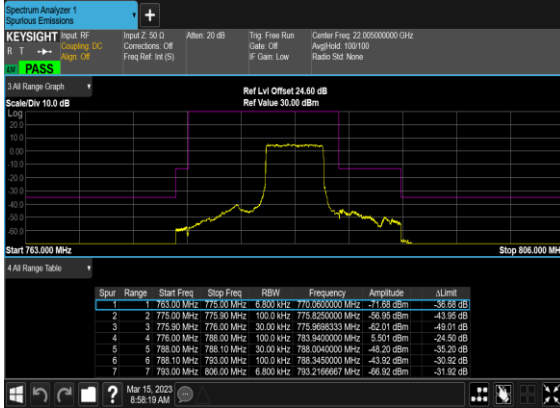 Spectrum Analyzer 1
Spurious Emissions
+
KEYSIGHT
R T
PASS
Input: RF
Coupling: DC
Align: Off
Input Z: 50 Ω
Corrections: Off
Freq Ref: Int (S)
Atten: 20 dB
Trig: Free Run
Gate: Off
IF Gain: Low
Center Freq: 22.005000000 GHz
Avg|Hold: 100/100
Radio Std: None
3 All Range Graph
Scale/Div 10.0 dB
Ref Lvl Offset 24.60 dB
Ref Value 30.00 dBm
Log
20.0
10.0
0.00
-10.0
-20.0
-30.0
-40.0
-50.0
-60.0
Start 763.000 MHz
Stop 806.000 MH
4 All Range Table
Spur Range Start Freq Stop Freq RBW Frequency Amplitude ΔLimit
1 1 763.00 MHz 775.00 MHz 6.800 kHz 770.0600000 MHz -71.68 dBm -36.68 dB
2 2 775.00 MHz 775.90 MHz 100.0 kHz 775.8250000 MHz -56.95 dBm -43.95 dB
3 3 775.90 MHz 776.00 MHz 30.00 kHz 775.9698333 MHz -62.01 dBm -49.01 dB
4 4 776.00 MHz 788.00 MHz 100.0 kHz 783.9400000 MHz 5.501 dBm -24.50 dB
5 5 788.00 MHz 788.10 MHz 30.00 kHz 788.0045000 MHz -48.20 dBm -35.20 dB
6 6 788.10 MHz 793.00 MHz 100.0 kHz 788.3450000 MHz -43.92 dBm -30.92 dB
7 7 793.00 MHz 806.00 MHz 6.800 kHz 793.2166667 MHz -66.92 dBm -31.92 dB
?
Mar 15, 2023
8:58:19 AM